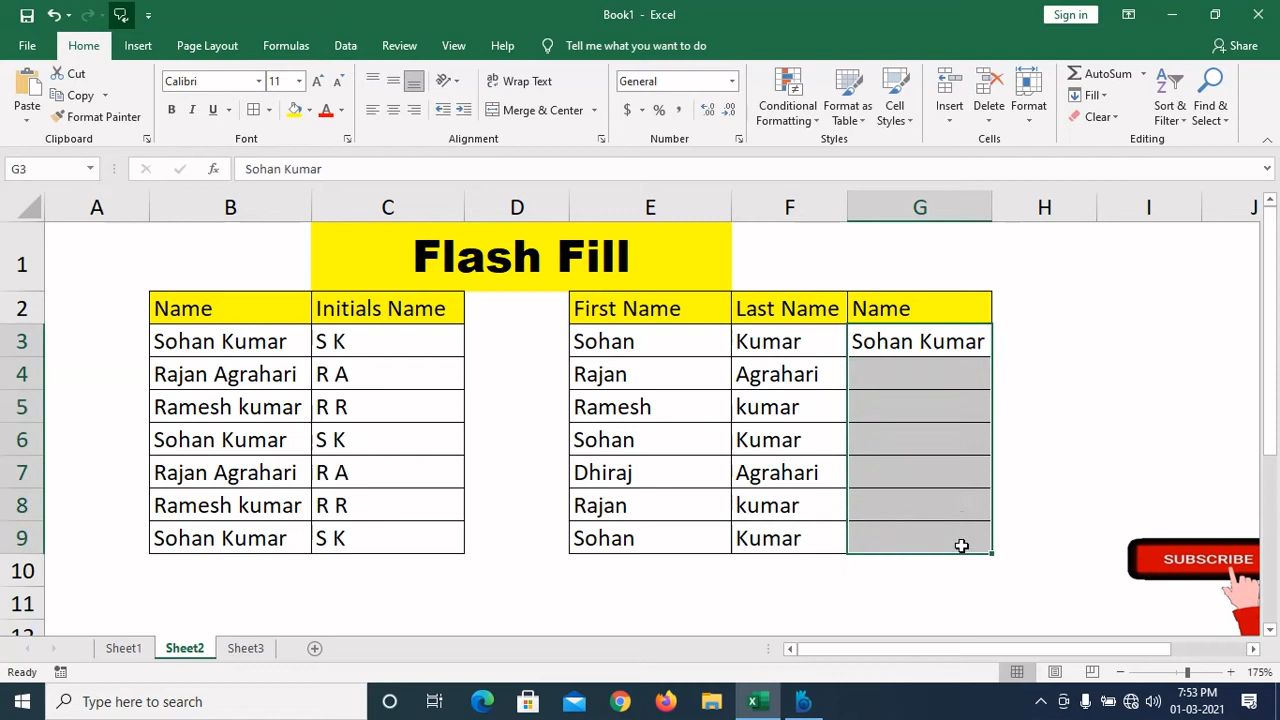 Book1 - Excel
Sign in
File Home Insert Page Layout Formulas Data Review View Help Tell me what you want to do Share
Paste Cut Copy Format Painter Clipboard
Calibri 11 A A B I U A Font
Wrap Text Merge & Center Alignment
General $ % , Number
Conditional Formatting Format as Table Cell Styles Styles
Insert Delete Format Cells
AutoSum Fill Clear Sort & Filter Find & Select Editing
G3 fx Sohan Kumar
A B C D E F G H I J
1 Flash Fill
2 Name Initials Name First Name Last Name Name
3 Sohan Kumar S K Sohan Kumar Sohan Kumar
4 Rajan Agrahari R A Rajan Agrahari
5 Ramesh kumar R R Ramesh kumar
6 Sohan Kumar S K Sohan Kumar
7 Rajan Agrahari R A Dhiraj Agrahari
8 Ramesh kumar R R Rajan kumar
9 Sohan Kumar S K Sohan Kumar
10
11
12
SUBSCRIBE
Sheet1 Sheet2 Sheet3
Ready 175%
Type here to search
7:53 PM
01-03-2021